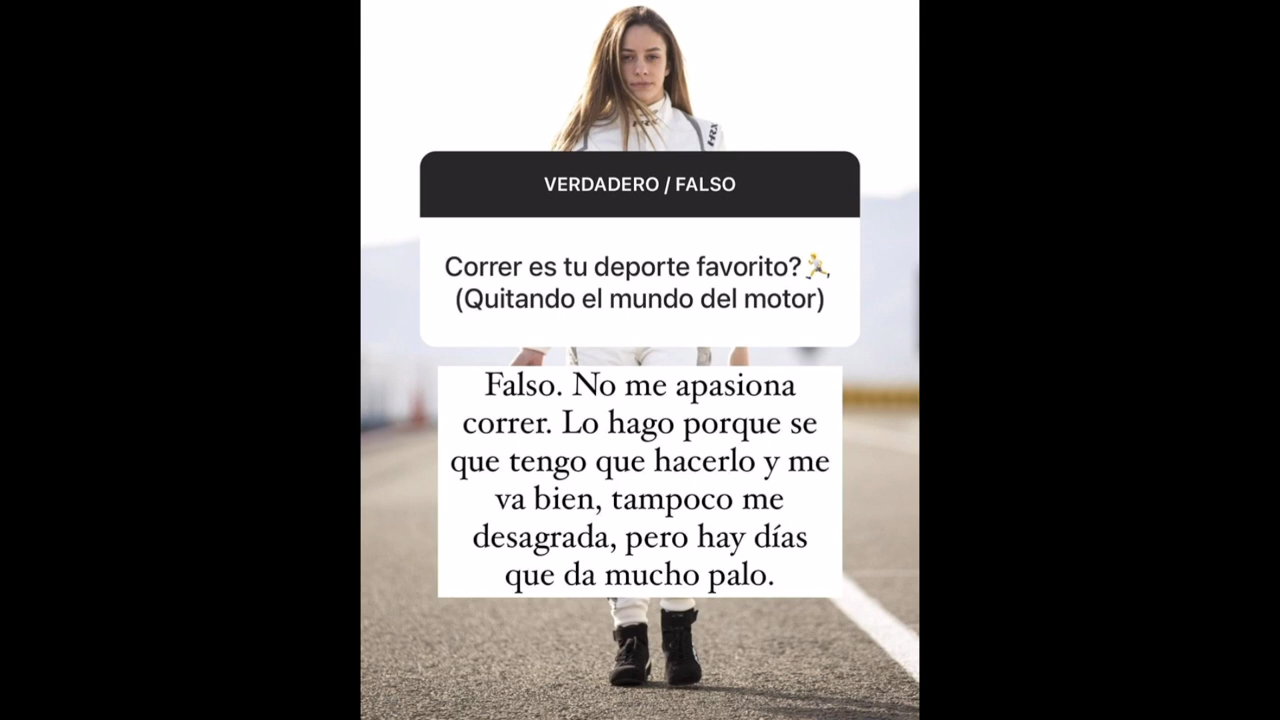 HRX
VERDADERO / FALSO
Correr es tu deporte favorito?🏃
(Quitando el mundo del motor)
Falso. No me apasiona
correr. Lo hago porque se
que tengo que hacerlo y me
va bien, tampoco me
desagrada, pero hay días
que da mucho palo.